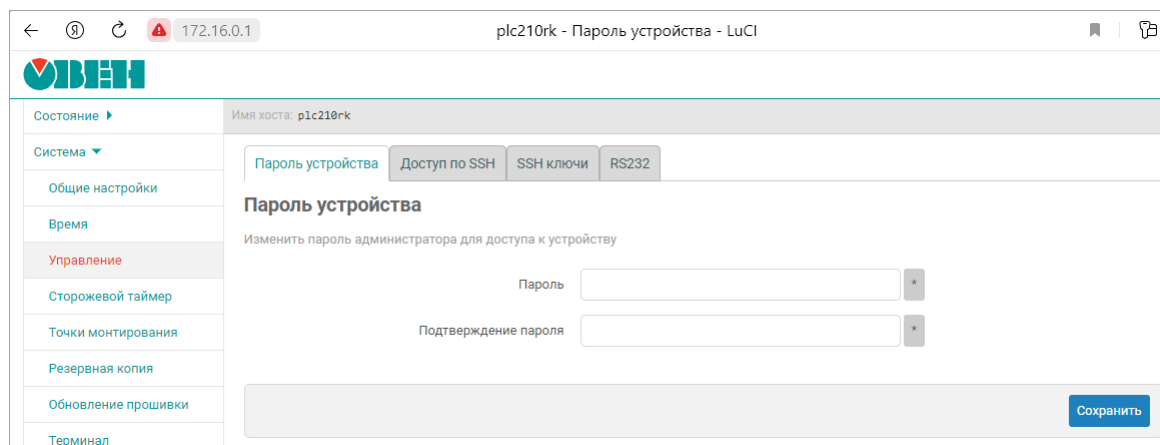 172.16.0.1
plc210rk - Пароль устройства - LuCI
ОВЕН
Состояние
Имя хоста: plc210rk
Система
Пароль устройства
Доступ по SSH
SSH ключи
RS232
Общие настройки
Пароль устройства
Время
Изменить пароль администратора для доступа к устройству
Управление
Пароль
*
Сторожевой таймер
Точки монтирования
Подтверждение пароля
*
Резервная копия
Обновление прошивки
Сохранить
Терминал